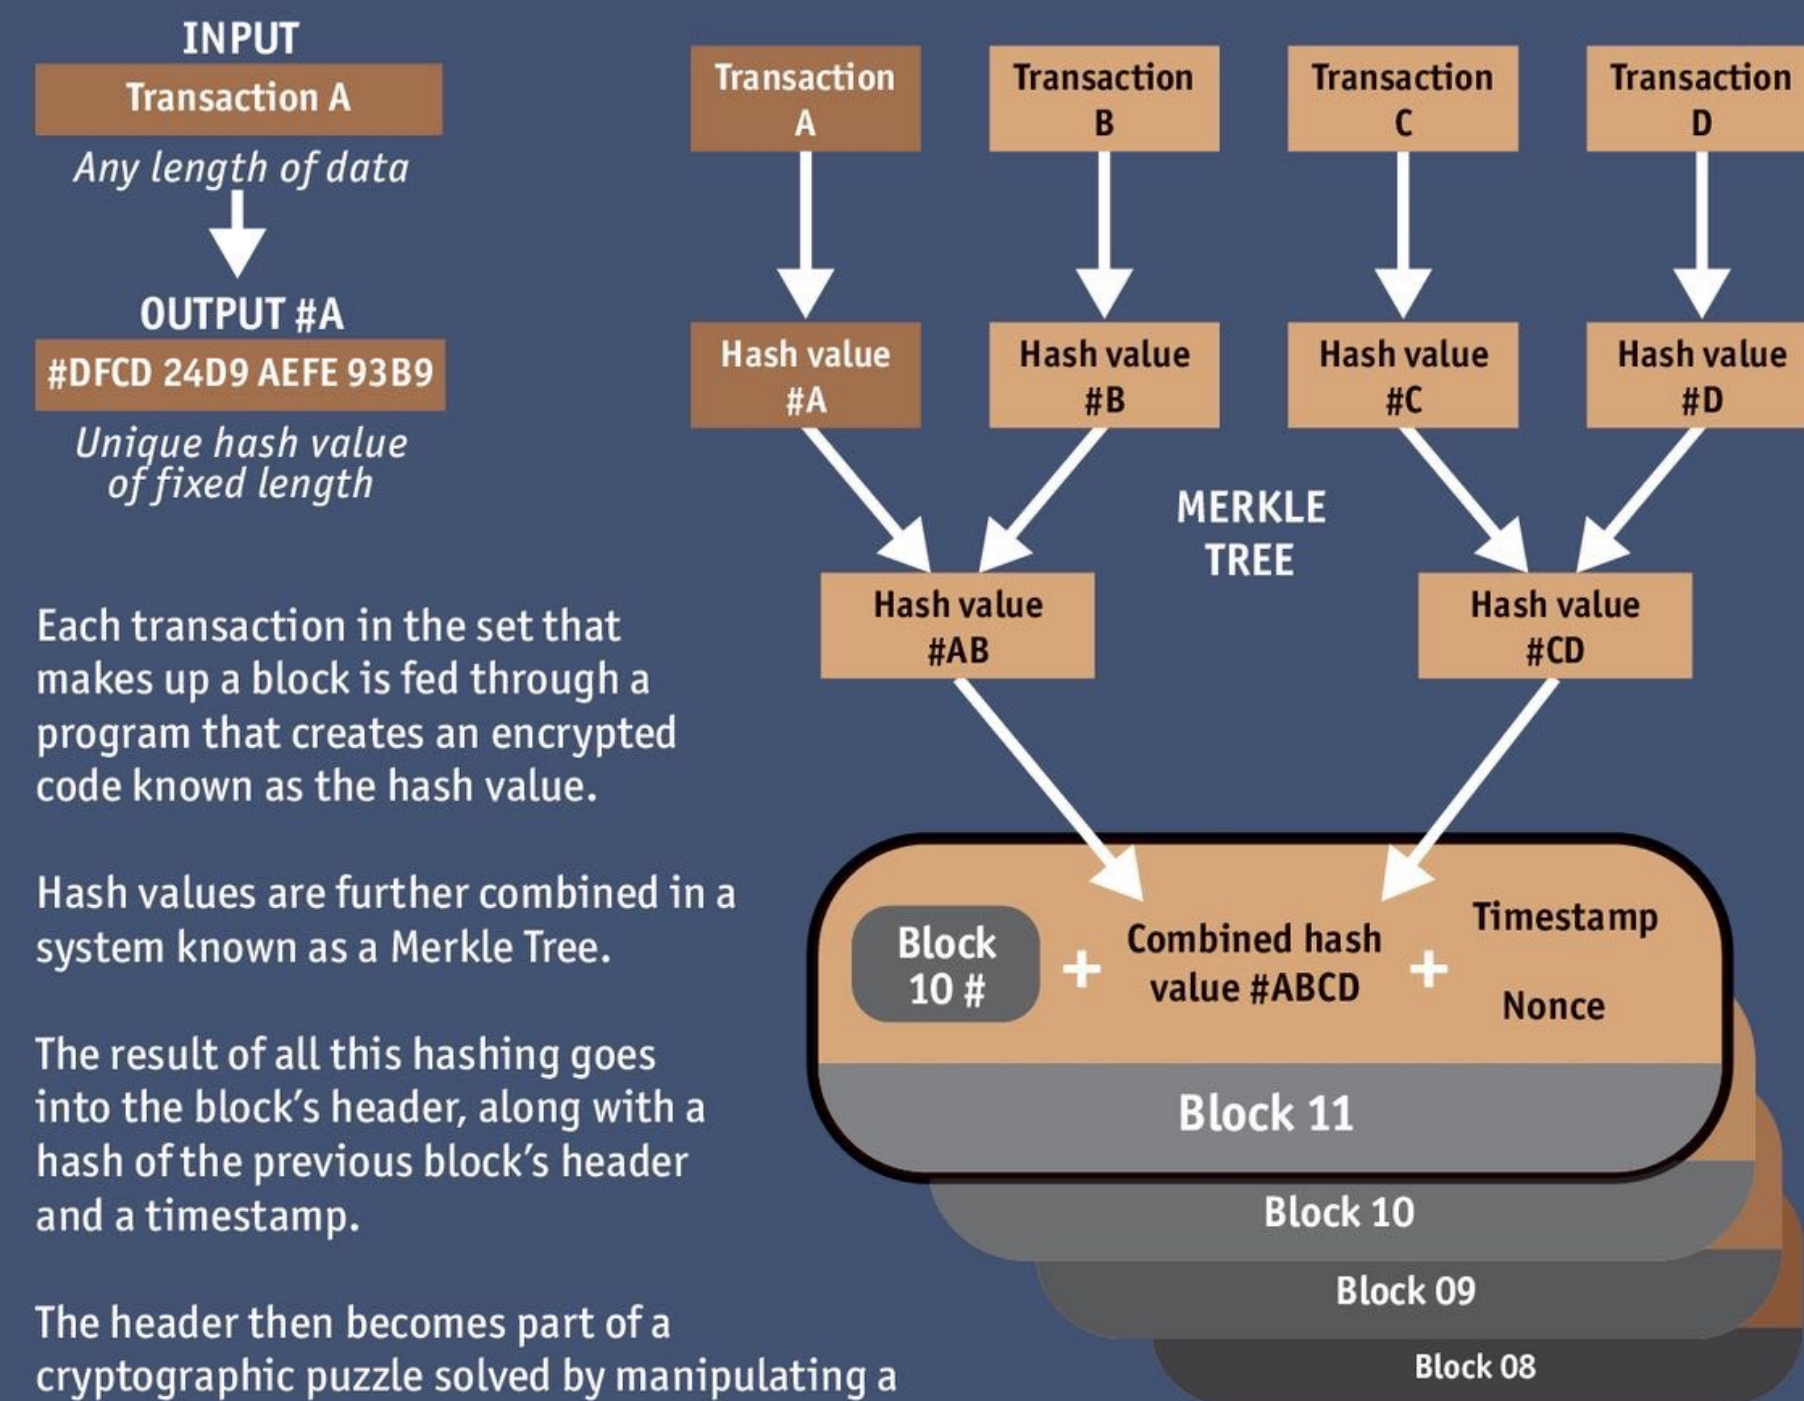 INPUT
Transaction A
Any length of data
OUTPUT #A
#DFCD 24D9 AEFE 93B9
Unique hash value
of fixed length
Each transaction in the set that
makes up a block is fed through a
program that creates an encrypted
code known as the hash value.
Hash values are further combined in a
system known as a Merkle Tree.
The result of all this hashing goes
into the block’s header, along with a
hash of the previous block’s header
and a timestamp.
The header then becomes part of a
cryptographic puzzle solved by manipulating a
Transaction
A
Transaction
B
Transaction
C
Transaction
D
Hash value
#A
Hash value
#B
Hash value
#C
Hash value
#D
MERKLE
TREE
Hash value
#AB
Hash value
#CD
Block
10 #
+
Combined hash
value #ABCD
+
Timestamp
Nonce
Block 11
Block 10
Block 09
Block 08